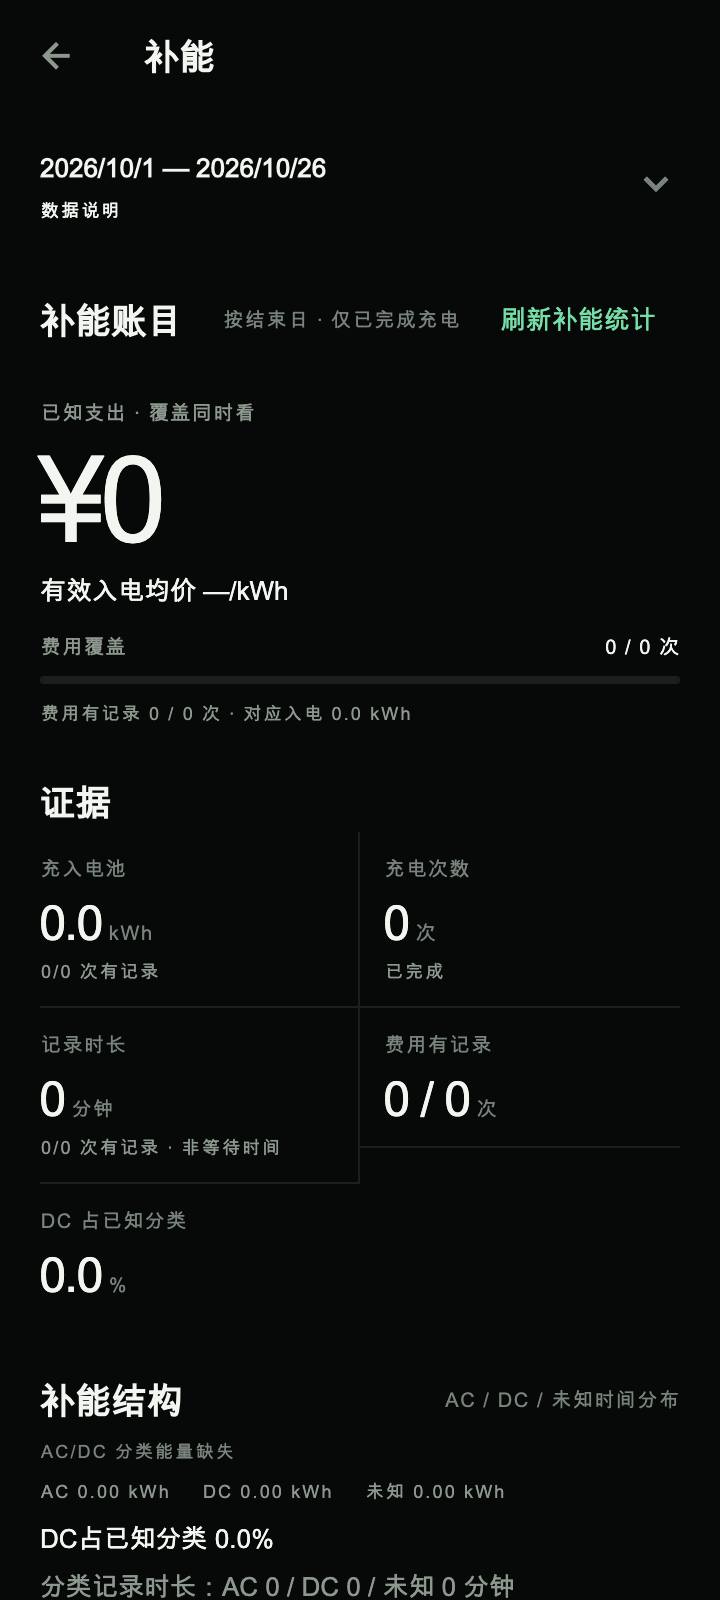 补能
2026/10/1 — 2026/10/26
数据说明
补能账目 按结束日 · 仅已完成充电 刷新补能统计
已知支出 · 覆盖同时看
¥0
有效入电均价 —/kWh
费用覆盖 0 / 0 次
费用有记录 0 / 0 次 · 对应入电 0.0 kWh
证据
充入电池
0.0 kWh
0/0 次有记录
充电次数
0 次
已完成
记录时长
0 分钟
0/0 次有记录 · 非等待时间
费用有记录
0 / 0 次
DC 占已知分类
0.0 %
补能结构 AC / DC / 未知时间分布
AC/DC 分类能量缺失
AC 0.00 kWh DC 0.00 kWh 未知 0.00 kWh
DC占已知分类 0.0%
分类记录时长：AC 0 / DC 0 / 未知 0 分钟